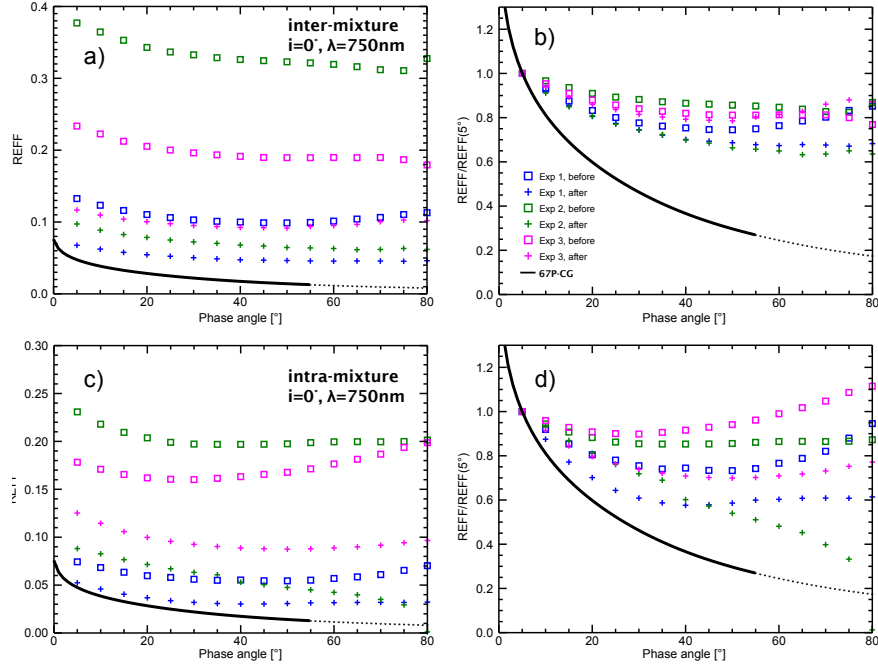 a)
inter-mixture
i=0°, λ=750nm
REFF
0.4
0.3
0.2
0.1
0.0
0 20 40 60 80
Phase angle [°]
b)
REFF/REFF(5°)
1.2
1.0
0.8
0.6
0.4
0.2
0.0
Exp 1, before
Exp 1, after
Exp 2, before
Exp 2, after
Exp 3, before
Exp 3, after
67P-CG
0 20 40 60 80
Phase angle [°]
c)
intra-mixture
i=0°, λ=750nm
0.30
0.25
0.20
0.15
0.10
0.05
0.00
0 20 40 60 80
Phase angle [°]
d)
REFF/REFF(5°)
1.2
1.0
0.8
0.6
0.4
0.2
0.0
0 20 40 60 80
Phase angle [°]